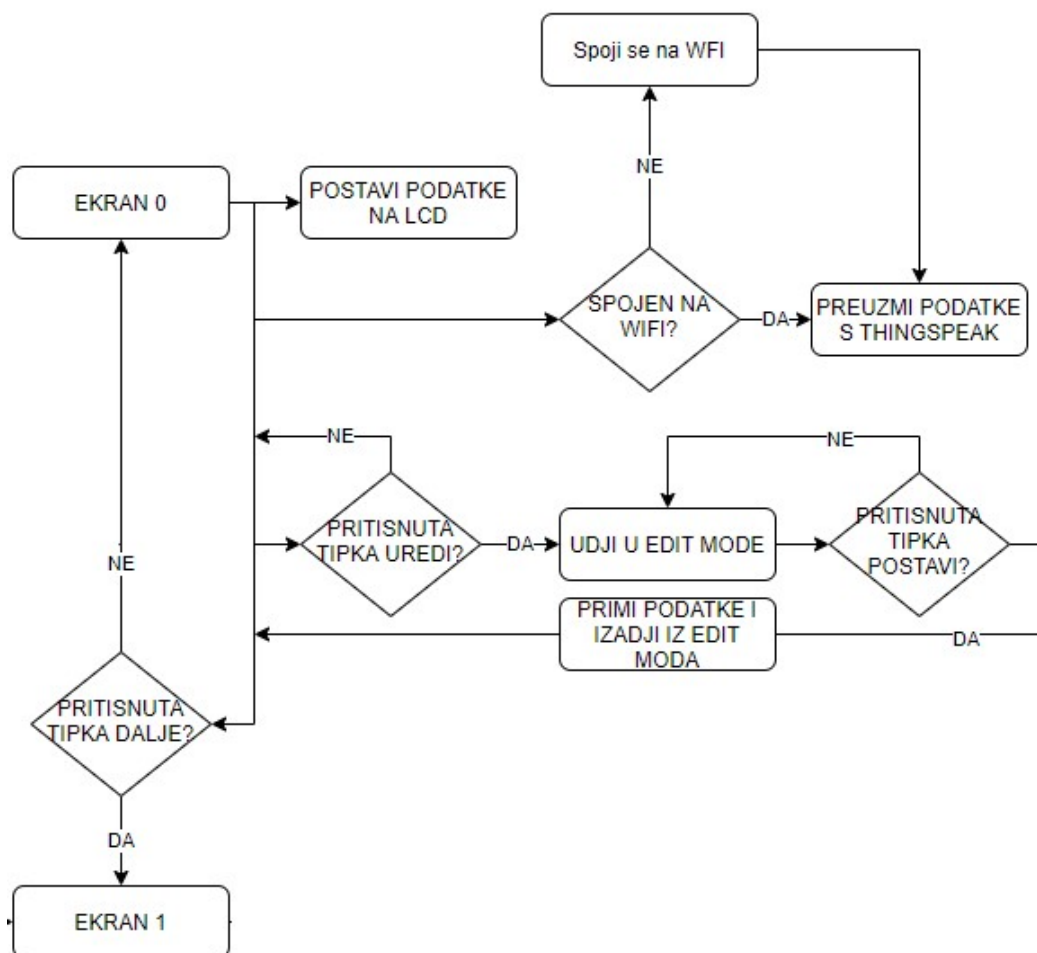 Spoji se na WFI
NE
EKRAN 0
POSTAVI PODATKE
NA LCD
SPOJEN NA
WIFI?
DA
PREUZMI PODATKE
S THINGSPEAK
NE
NE
PRITISNUTA
TIPKA UREDI?
DA
UDJI U EDIT MODE
PRITISNUTA
TIPKA
POSTAVI?
NE
PRIMI PODATKE I
IZADJI IZ EDIT
MODA
DA
PRITISNUTA
TIPKA DALJE?
DA
EKRAN 1